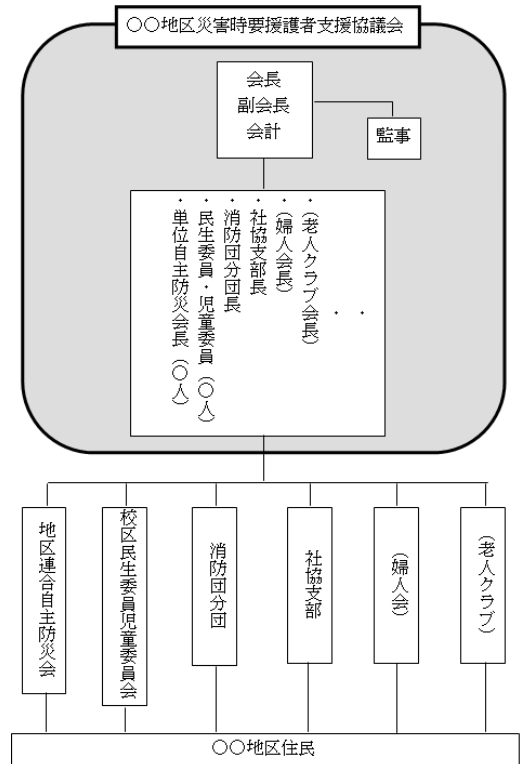 ○○地区災害時要援護者支援協議会
会長
副会長
会計
監事
・単位自主防災会長（○人）
・民生委員・児童委員（○人）
・消防団分団長
・社協支部長
・（婦人会長）
・（老人クラブ会長）
・
・
地区連合自主防災会
校区民生委員児童委員会
消防団分団
社協支部
（婦人会）
（老人クラブ）
○○地区住民